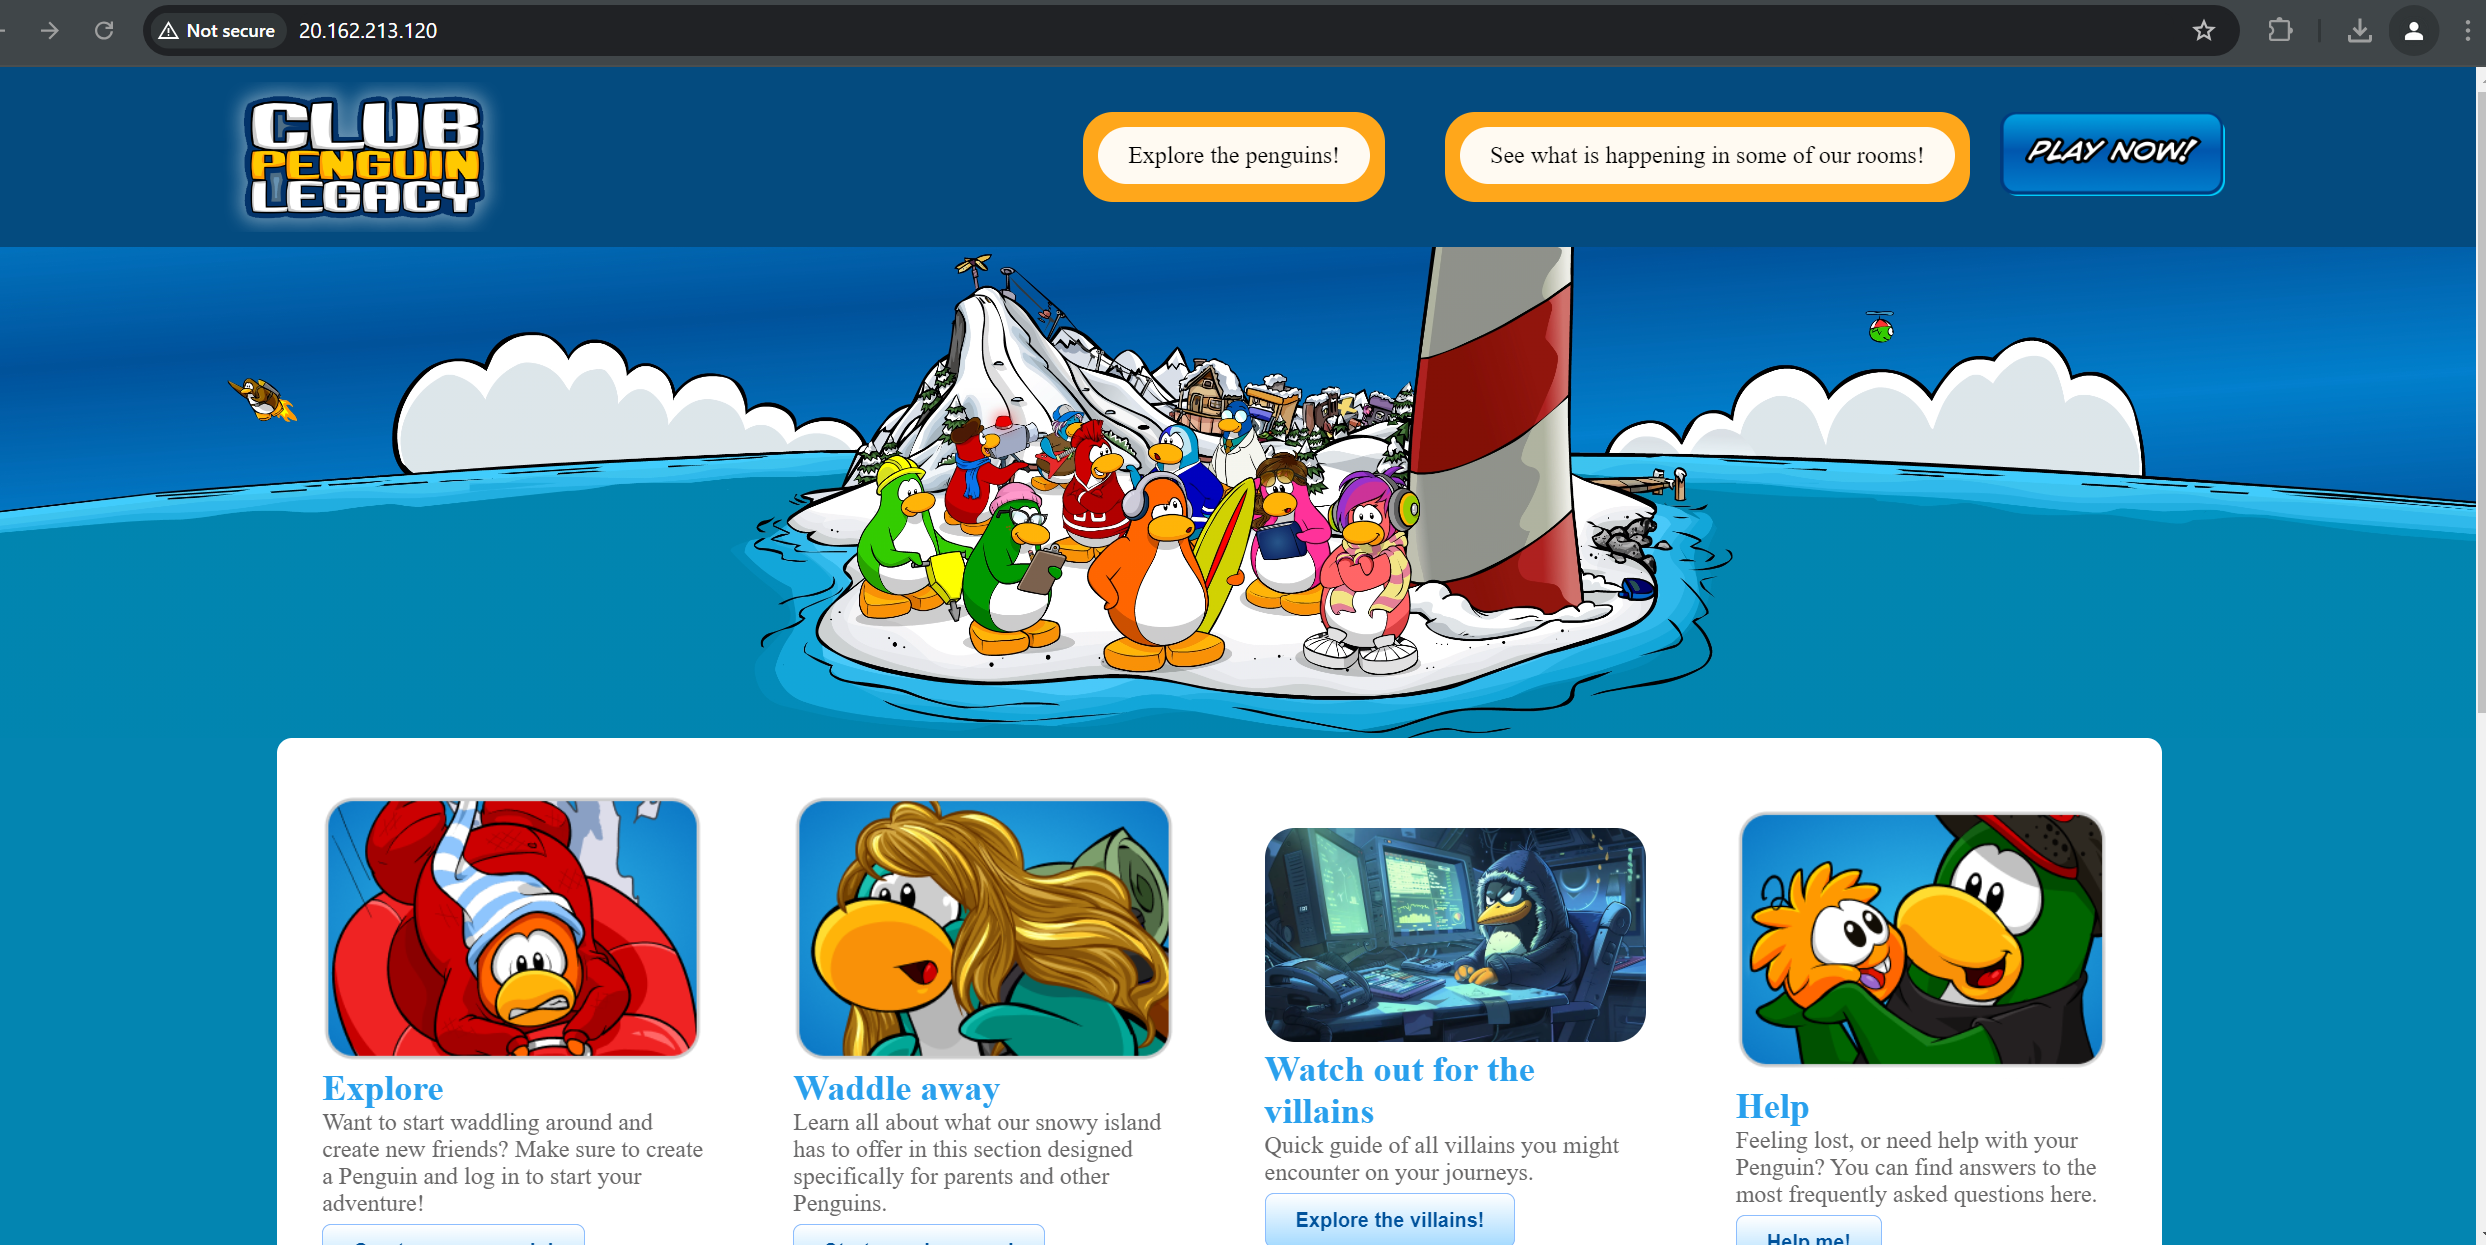 Not secure
20.162.213.120
CLUB
PENGUIN
LEGACY
Explore the penguins!
See what is happening in some of our rooms!
PLAY NOW!
Explore
Want to start waddling around and
create new friends? Make sure to create
a Penguin and log in to start your
adventure!
Waddle away
Learn all about what our snowy island
has to offer in this section designed
specifically for parents and other
Penguins.
Watch out for the
villains
Quick guide of all villains you might
encounter on your journeys.
Explore the villains!
Help
Feeling lost, or need help with your
Penguin? You can find answers to the
most frequently asked questions here.
Help me!